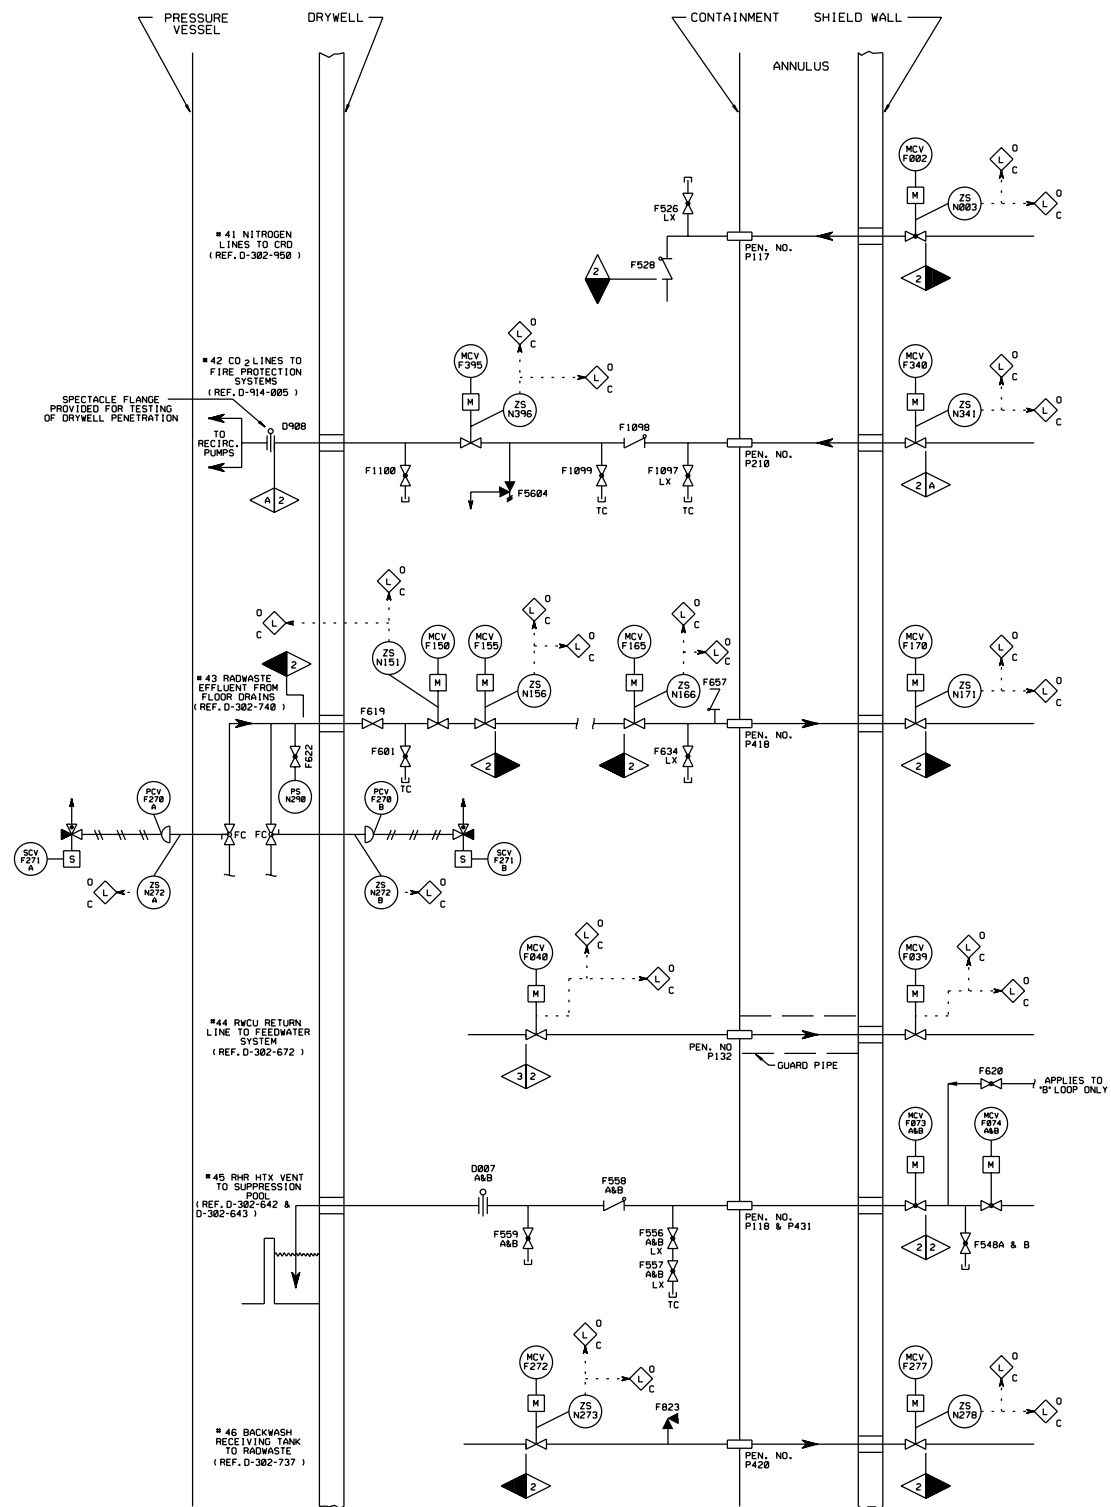 PRESSURE
VESSEL
DRYWELL
CONTAINMENT
SHIELD WALL
ANNULUS
MCV
F002
M
ZS
N003
L
O
C
L
O
C
F526
LX
#41 NITROGEN
LINES TO CRD
(REF. D-302-950)
F528
2
PEN. NO.
P117
2
#42 CO2 LINES TO
FIRE PROTECTION
SYSTEMS
(REF. D-914-005)
SPECTACLE FLANGE
PROVIDED FOR TESTING
OF DRYWELL PENETRATION
D908
TO
RECIRC.
PUMPS
A 2
MCV
F395
M
ZS
N396
L
O
C
L
O
C
F1100
F5604
F1099
TC
F1098
F1097
LX
TC
PEN. NO.
P210
MCV
F340
M
ZS
N341
L
O
C
L
O
C
2 A
L
O
C
L
O
C
2
ZS
N151
#43 RADWASTE
EFFLUENT FROM
FLOOR DRAINS
(REF. D-302-740)
MCV
F150
M
MCV
F155
M
ZS
N156
L
O
C
L
O
C
MCV
F165
M
ZS
N166
L
O
C
L
O
C
F657
MCV
F170
M
ZS
N171
L
O
C
L
O
C
F619
F622
F601
TC
2
2
F634
LX
PEN. NO.
P418
2
PS
N290
PCV
F270
A
PCV
F270
B
FC
FC
SCV
F271
A
S
S
SCV
F271
B
L
O
C
ZS
N272
A
ZS
N272
B
L
O
C
MCV
F040
M
L
O
C
L
O
C
MCV
F039
M
L
O
C
L
O
C
#44 RWCU RETURN
LINE TO FEEDWATER
SYSTEM
(REF. D-302-672)
PEN. NO
P132
GUARD PIPE
3 2
F620
APPLIES TO
"B" LOOP ONLY
MCV
F073
A&B
M
MCV
F074
A&B
M
#45 RHR HTX VENT
TO SUPPRESSION
POOL
(REF. D-302-642 &
D-302-643)
D007
A&B
F558
A&B
F559
A&B
F556
A&B
LX
F557
A&B
LX
TC
PEN. NO.
P118 & P431
2 2
F548A & B
MCV
F272
M
ZS
N273
L
O
C
L
O
C
F823
MCV
F277
M
ZS
N278
L
O
C
L
O
C
#46 BACKWASH
RECEIVING TANK
TO RADWASTE
(REF. D-302-737)
PEN. NO.
P420
2
2